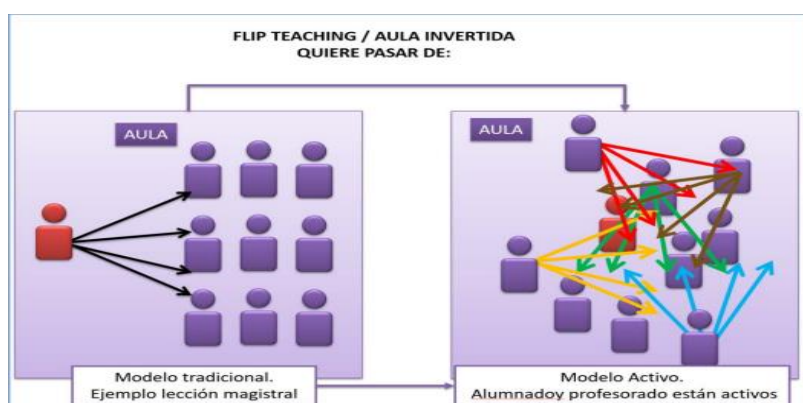 FLIP TEACHING / AULA INVERTIDA
QUIERE PASAR DE:
AULA
AULA
Modelo tradicional.
Ejemplo lección magistral
Modelo Activo.
Alumnadoy profesorado están activos